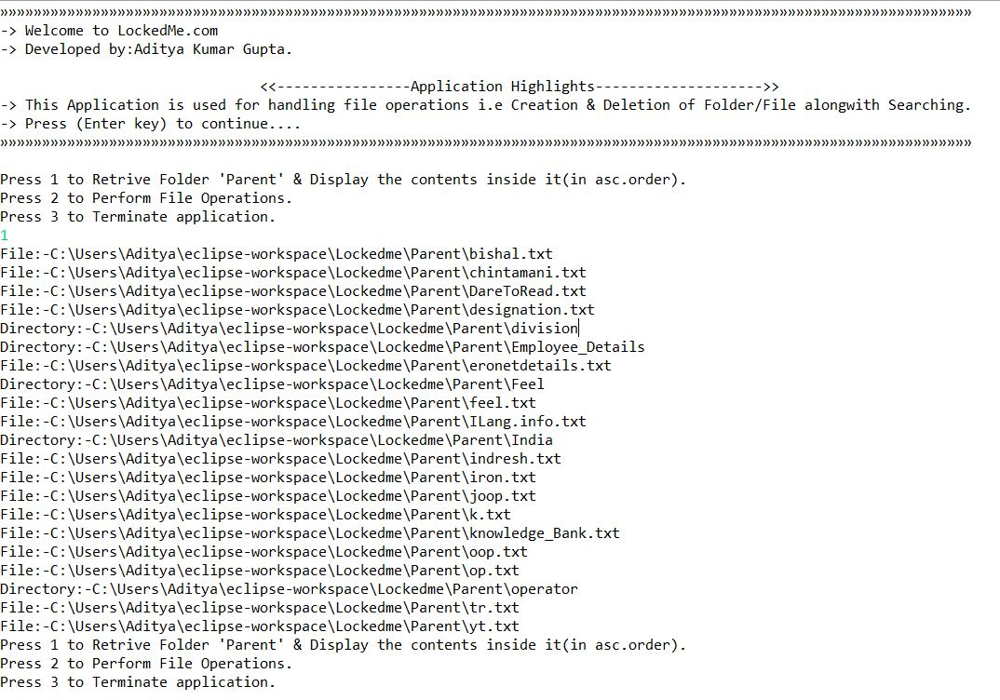 »»»»»»»»»»»»»»»»»»»»»»»»»»»»»»»»»»»»»»»»»»»»»»»»»»»»»»»»»»»»»»»»»»»»»»»»»»»»»»»»»»»»»»»»»»»»»»»»»»»»»»»»»»»»»»»»»»»»
-> Welcome to LockedMe.com
-> Developed by:Aditya Kumar Gupta.
<<----------------Application Highlights-------------------->>
-> This Application is used for handling file operations i.e Creation & Deletion of Folder/File alongwith Searching.
-> Press (Enter key) to continue....
»»»»»»»»»»»»»»»»»»»»»»»»»»»»»»»»»»»»»»»»»»»»»»»»»»»»»»»»»»»»»»»»»»»»»»»»»»»»»»»»»»»»»»»»»»»»»»»»»»»»»»»»»»»»»»»»»»»»
Press 1 to Retrive Folder 'Parent' & Display the contents inside it(in asc.order).
Press 2 to Perform File Operations.
Press 3 to Terminate application.
1
File:-C:\Users\Aditya\eclipse-workspace\Lockedme\Parent\bishal.txt
File:-C:\Users\Aditya\eclipse-workspace\Lockedme\Parent\chintamani.txt
File:-C:\Users\Aditya\eclipse-workspace\Lockedme\Parent\DareToRead.txt
File:-C:\Users\Aditya\eclipse-workspace\Lockedme\Parent\designation.txt
Directory:-C:\Users\Aditya\eclipse-workspace\Lockedme\Parent\division
Directory:-C:\Users\Aditya\eclipse-workspace\Lockedme\Parent\Employee_Details
File:-C:\Users\Aditya\eclipse-workspace\Lockedme\Parent\eronetdetails.txt
Directory:-C:\Users\Aditya\eclipse-workspace\Lockedme\Parent\Feel
File:-C:\Users\Aditya\eclipse-workspace\Lockedme\Parent\feel.txt
File:-C:\Users\Aditya\eclipse-workspace\Lockedme\Parent\ILang.info.txt
Directory:-C:\Users\Aditya\eclipse-workspace\Lockedme\Parent\India
File:-C:\Users\Aditya\eclipse-workspace\Lockedme\Parent\indresh.txt
File:-C:\Users\Aditya\eclipse-workspace\Lockedme\Parent\iron.txt
File:-C:\Users\Aditya\eclipse-workspace\Lockedme\Parent\joop.txt
File:-C:\Users\Aditya\eclipse-workspace\Lockedme\Parent\k.txt
File:-C:\Users\Aditya\eclipse-workspace\Lockedme\Parent\knowledge_Bank.txt
File:-C:\Users\Aditya\eclipse-workspace\Lockedme\Parent\oop.txt
File:-C:\Users\Aditya\eclipse-workspace\Lockedme\Parent\op.txt
Directory:-C:\Users\Aditya\eclipse-workspace\Lockedme\Parent\operator
File:-C:\Users\Aditya\eclipse-workspace\Lockedme\Parent\tr.txt
File:-C:\Users\Aditya\eclipse-workspace\Lockedme\Parent\yt.txt
Press 1 to Retrive Folder 'Parent' & Display the contents inside it(in asc.order).
Press 2 to Perform File Operations.
Press 3 to Terminate application.